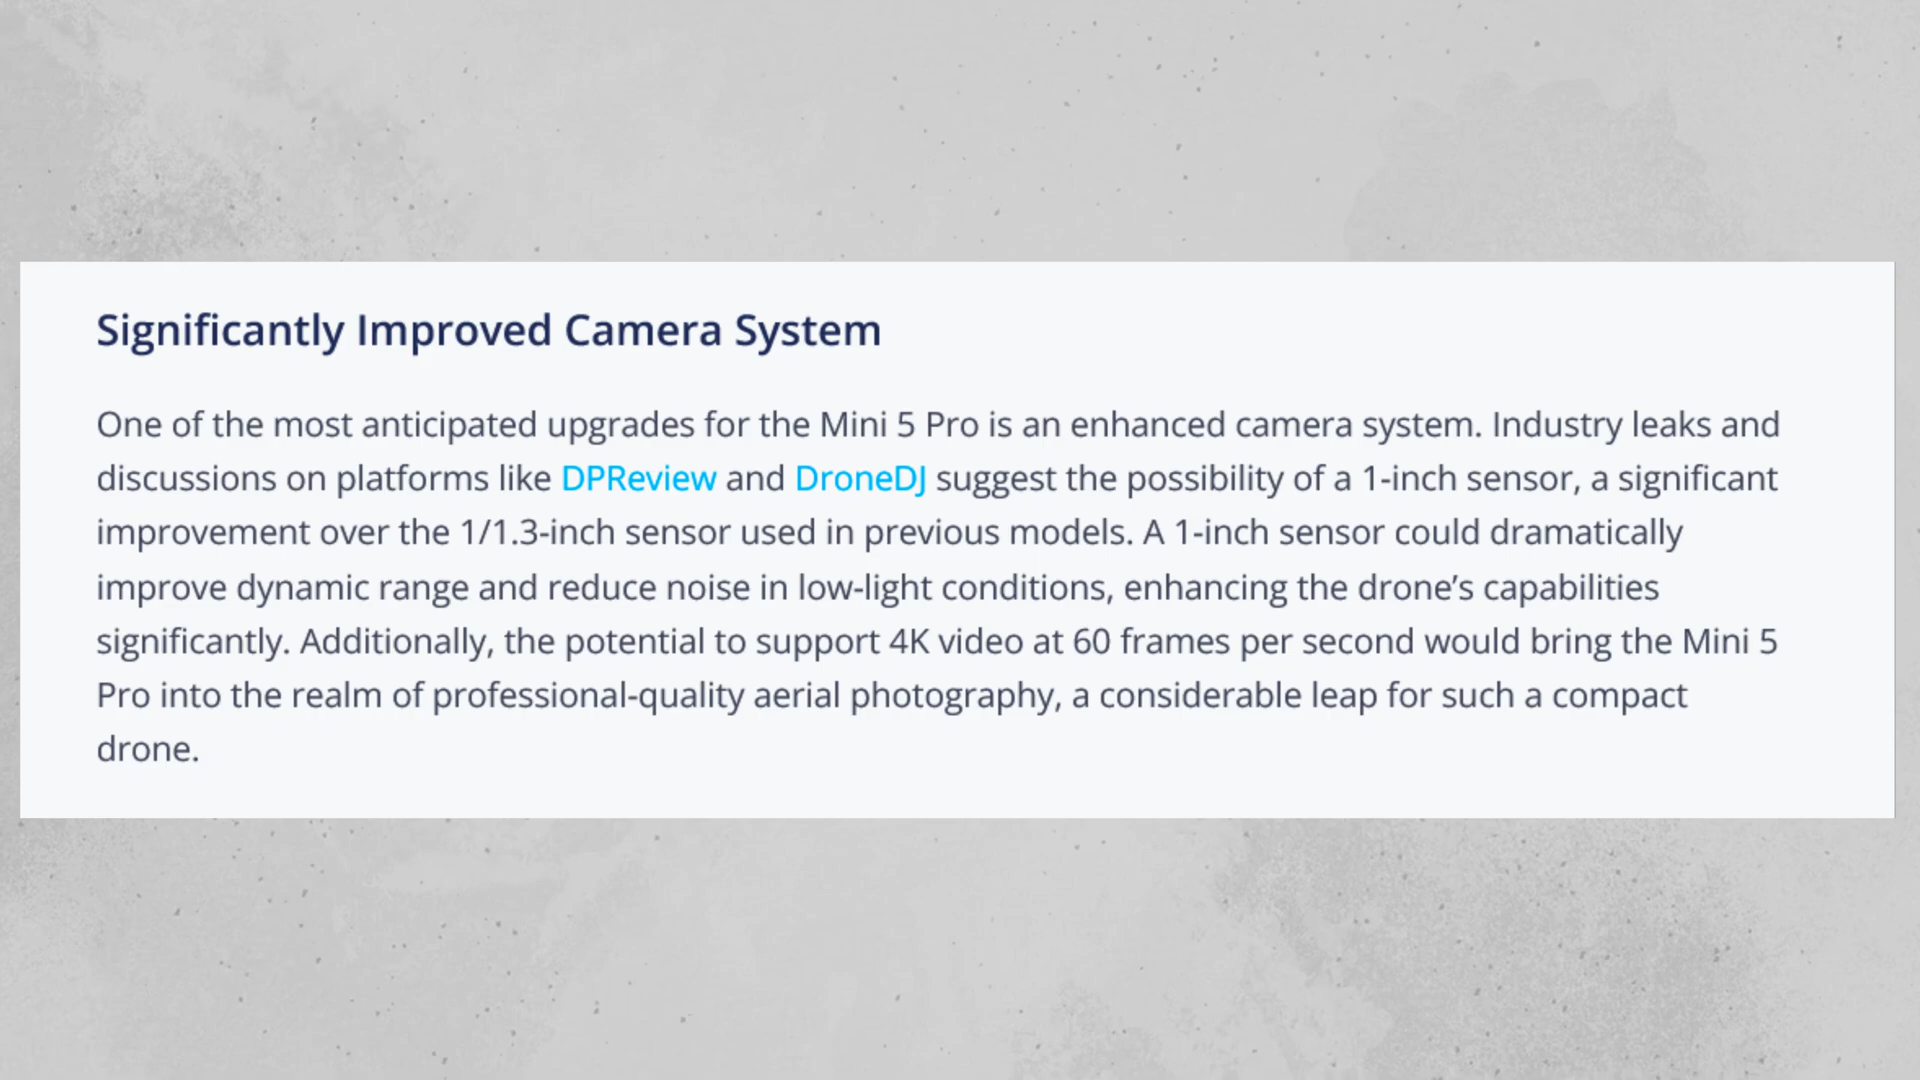 Significantly Improved Camera System
One of the most anticipated upgrades for the Mini 5 Pro is an enhanced camera system. Industry leaks and
discussions on platforms like DPReview and DroneDJ suggest the possibility of a 1-inch sensor, a significant
improvement over the 1/1.3-inch sensor used in previous models. A 1-inch sensor could dramatically
improve dynamic range and reduce noise in low-light conditions, enhancing the drone’s capabilities
significantly. Additionally, the potential to support 4K video at 60 frames per second would bring the Mini 5
Pro into the realm of professional-quality aerial photography, a considerable leap for such a compact
drone.